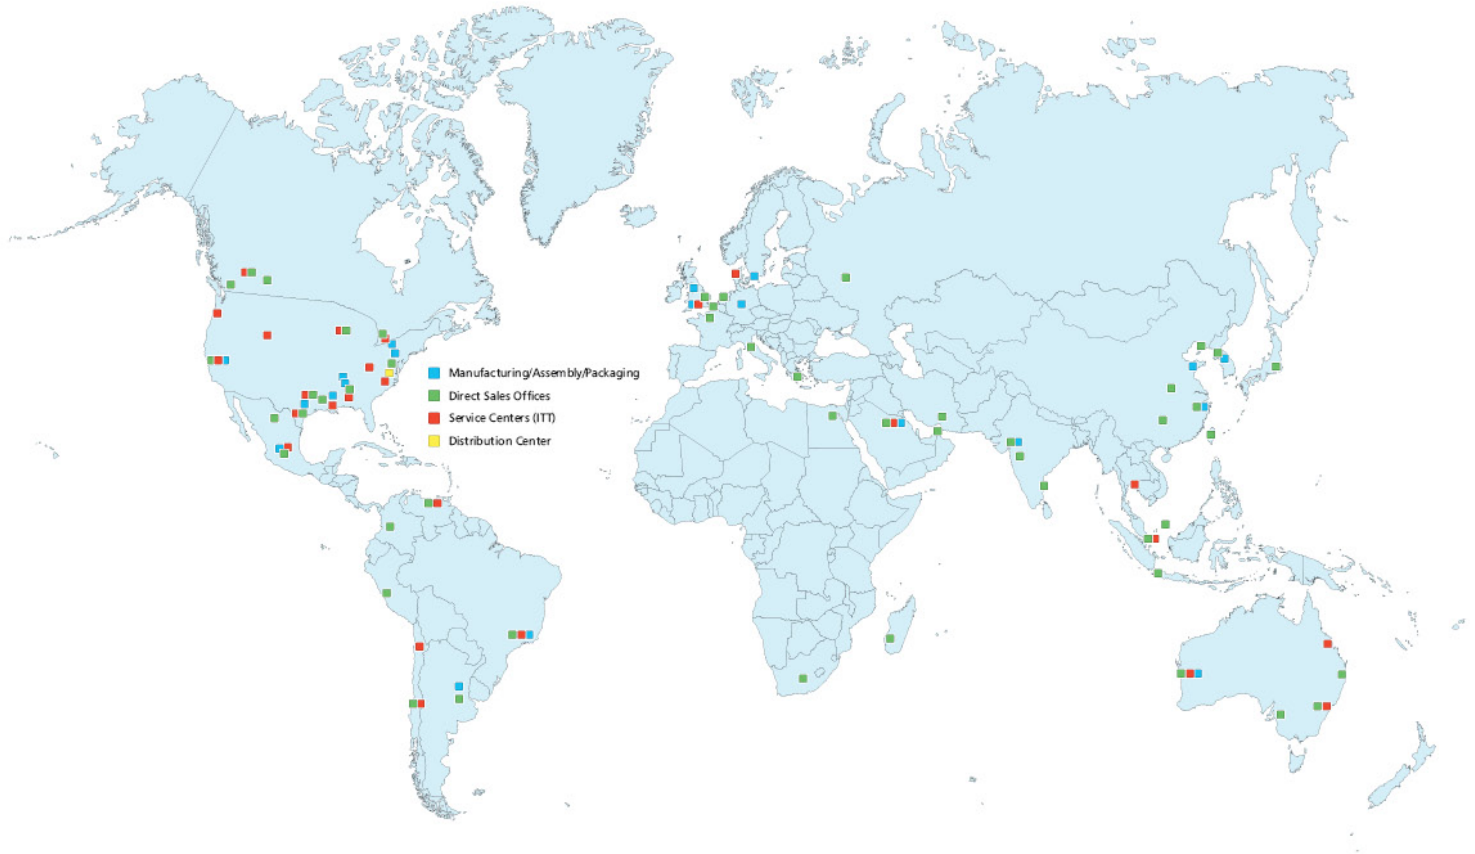 Manufacturing/Assembly/Packaging
Direct Sales Offices
Service Centers (ITT)
Distribution Center